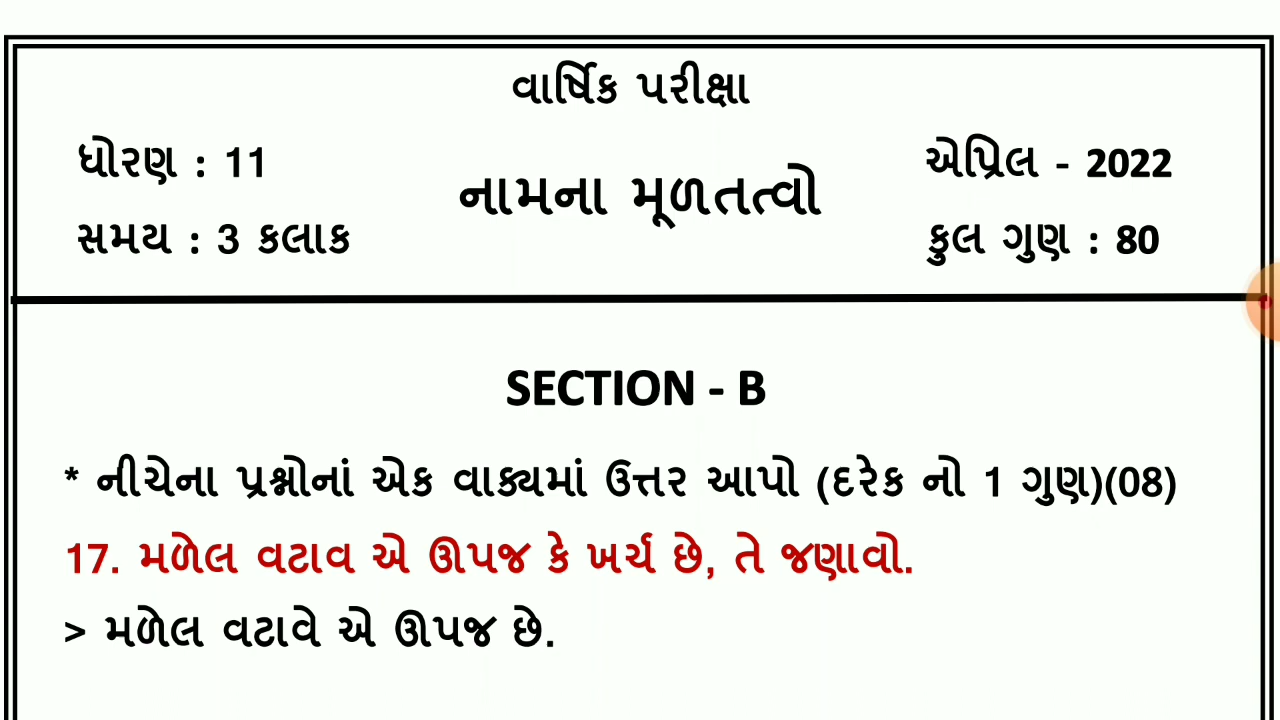 વાર્ષિક પરીક્ષા
ધોરણ : 11
એપ્રિલ - 2022
નામના મૂળતત્વો
સમય : 3 કલાક
કુલ ગુણ : 80
SECTION - B
* નીચેના પ્રશ્નોનાં એક વાક્યમાં ઉત્તર આપો (દરેક નો 1 ગુણ)(08)
17. મળેલ વટાવ એ ઊપજ કે ખર્ચ છે, તે જણાવો.
> મળેલ વટાવે એ ઊપજ છે.